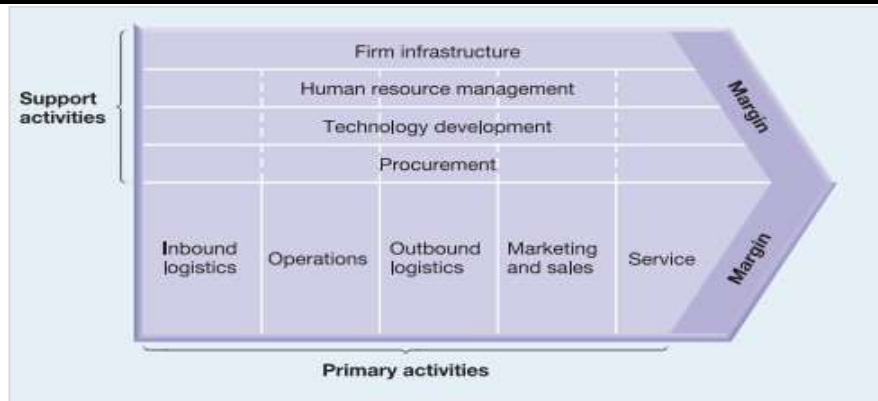 Firm infrastructure
Human resource management
Support
activities
Technology development
Procurement
Margin
Inbound
logistics
Operations
Outbound
logistics
Marketing
and sales
Service
Margin
Primary activities